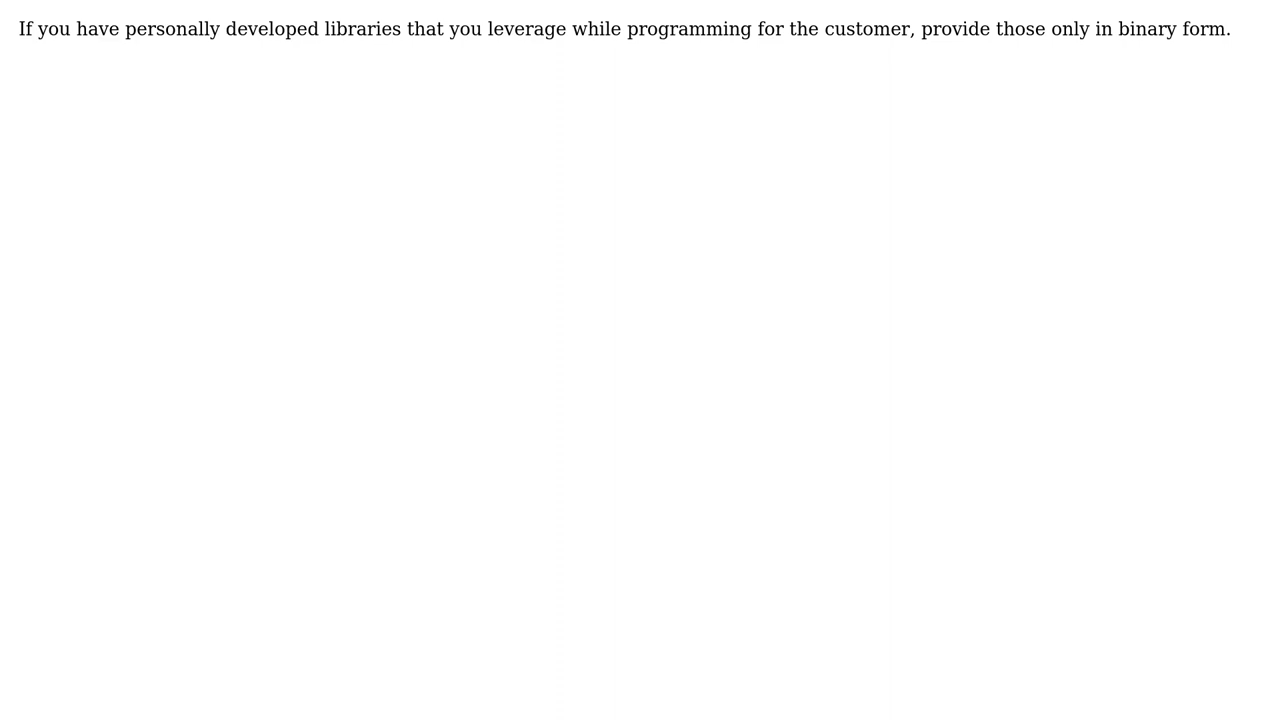 If you have personally developed libraries that you leverage while programming for the customer, provide those only in binary form.